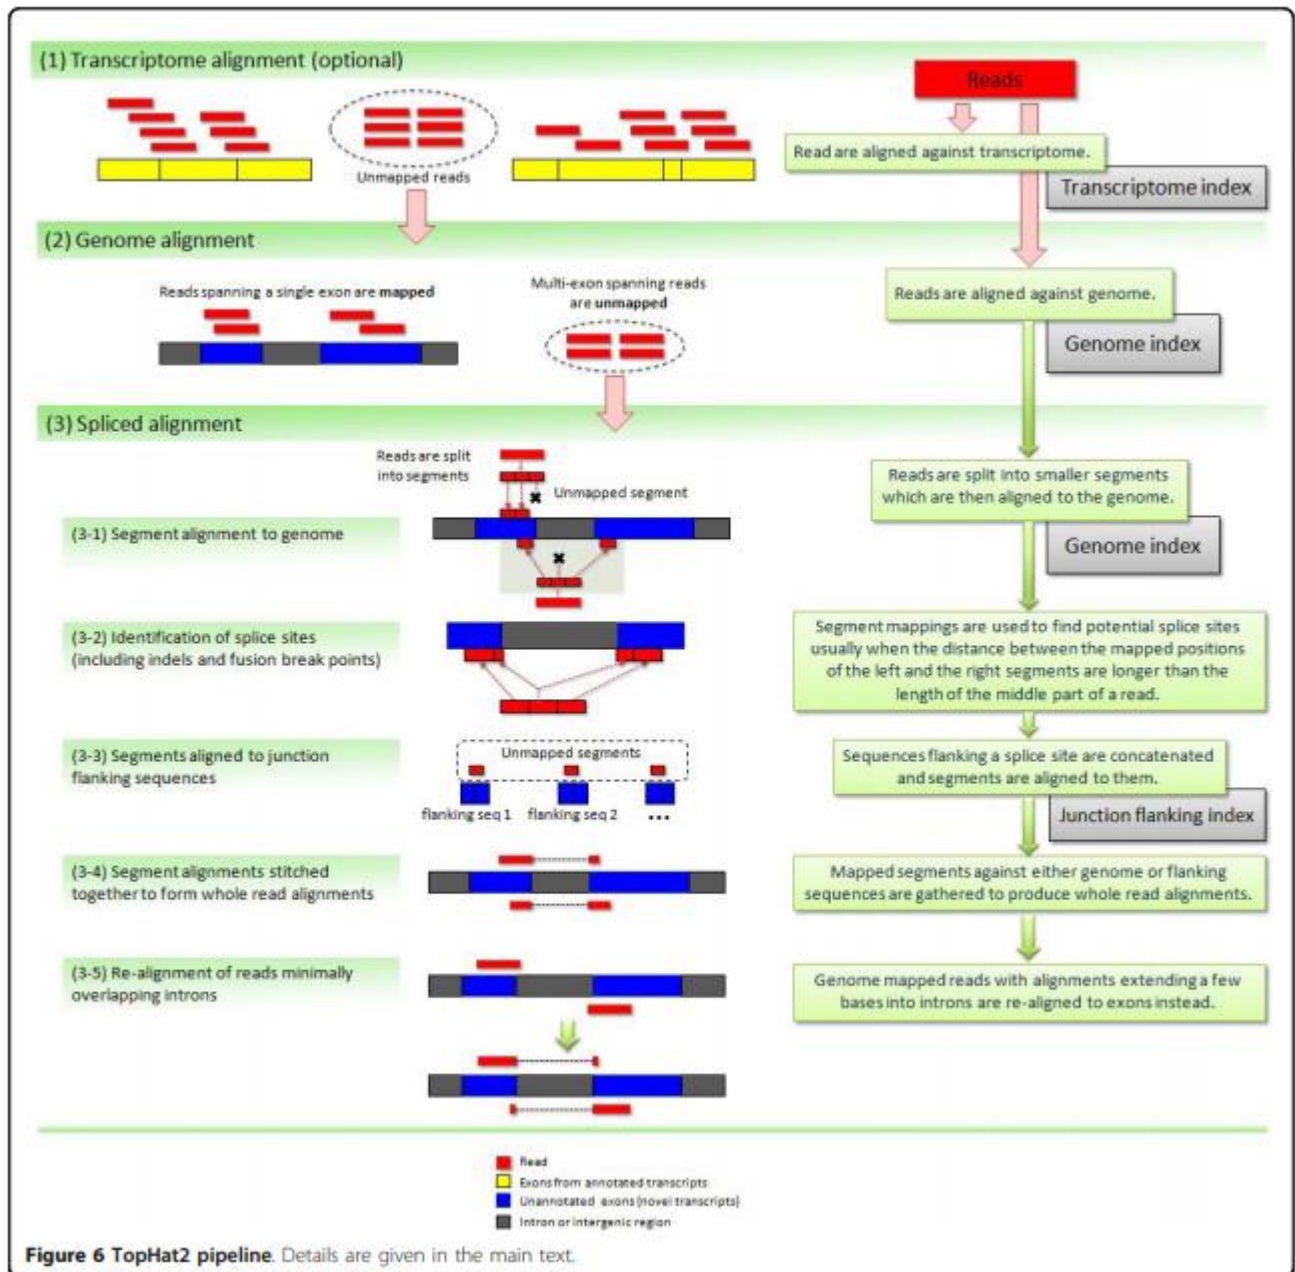 (1) Transcriptome alignment (optional)
Reads
Read are aligned against transcriptome.
Unmapped reads
Transcriptome index
(2) Genome alignment
Reads spanning a single exon are mapped
Multi-exon spanning reads
are unmapped
Reads are aligned against genome.
Genome index
(3) Spliced alignment
Reads are split
into segments
Unmapped segment
Reads are split into smaller segments
which are then aligned to the genome.
(3-1) Segment alignment to genome
Genome index
(3-2) Identification of splice sites
(including indels and fusion break points)
Segment mappings are used to find potential splice sites
usually when the distance between the mapped positions
of the left and the right segments are longer than the
length of the middle part of a read.
(3-3) Segments aligned to junction
flanking sequences
Unmapped segments
flanking seq 1 flanking seq 2 ...
Sequences flanking a splice site are concatenated
and segments are aligned to them.
Junction flanking index
(3-4) Segment alignments stitched
together to form whole read alignments
Mapped segments against either genome or flanking
sequences are gathered to produce whole read alignments.
(3-5) Re-alignment of reads minimally
overlapping introns
Genome mapped reads with alignments extending a few
bases into introns are re-aligned to exons instead.
Read
Exons from annotated transcripts
Unannotated exons (novel transcripts)
Intron or intergenic region
Figure 6 TopHat2 pipeline. Details are given in the main text.